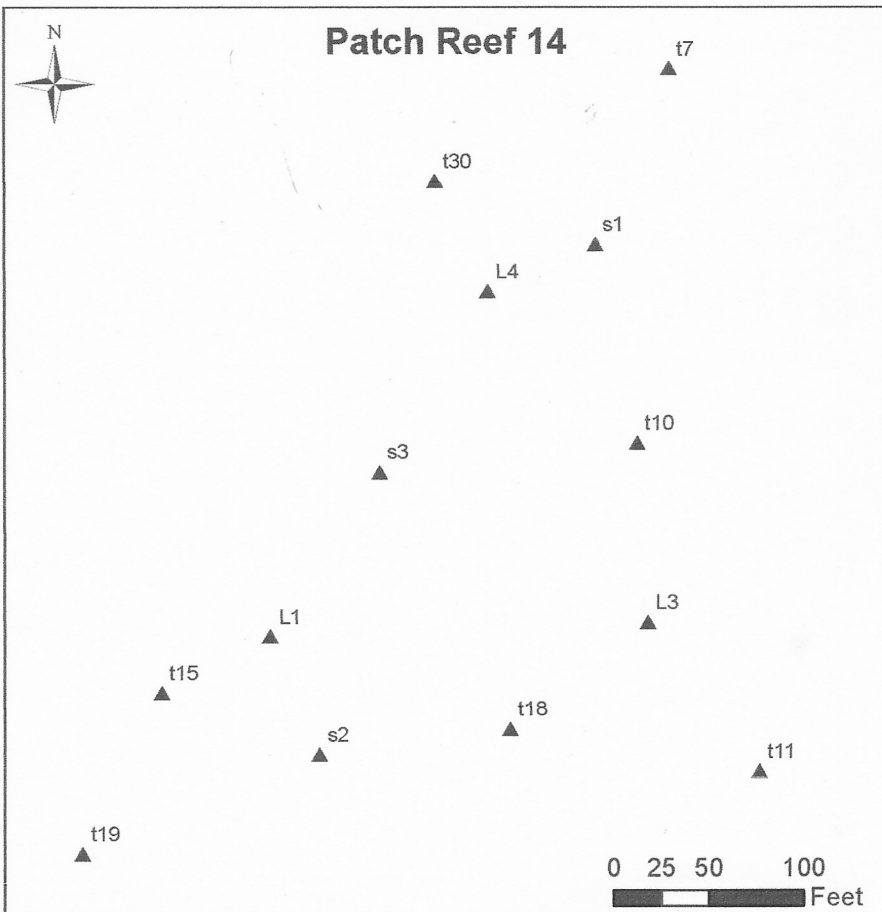 N
Patch Reef 14
t7
t30
s1
L4
t10
s3
L3
L1
t15
t18
s2
t11
t19
0 25 50 100
Feet